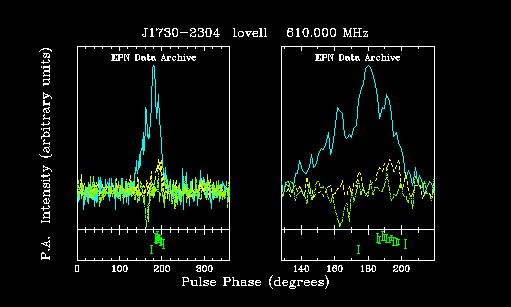 J1730-2304 lovell 610.000 MHz
EPN Data Archive EPN Data Archive
P.A. Intensity (arbitrary units)
0 100 200 300 140 160 180 200
Pulse Phase (degrees)